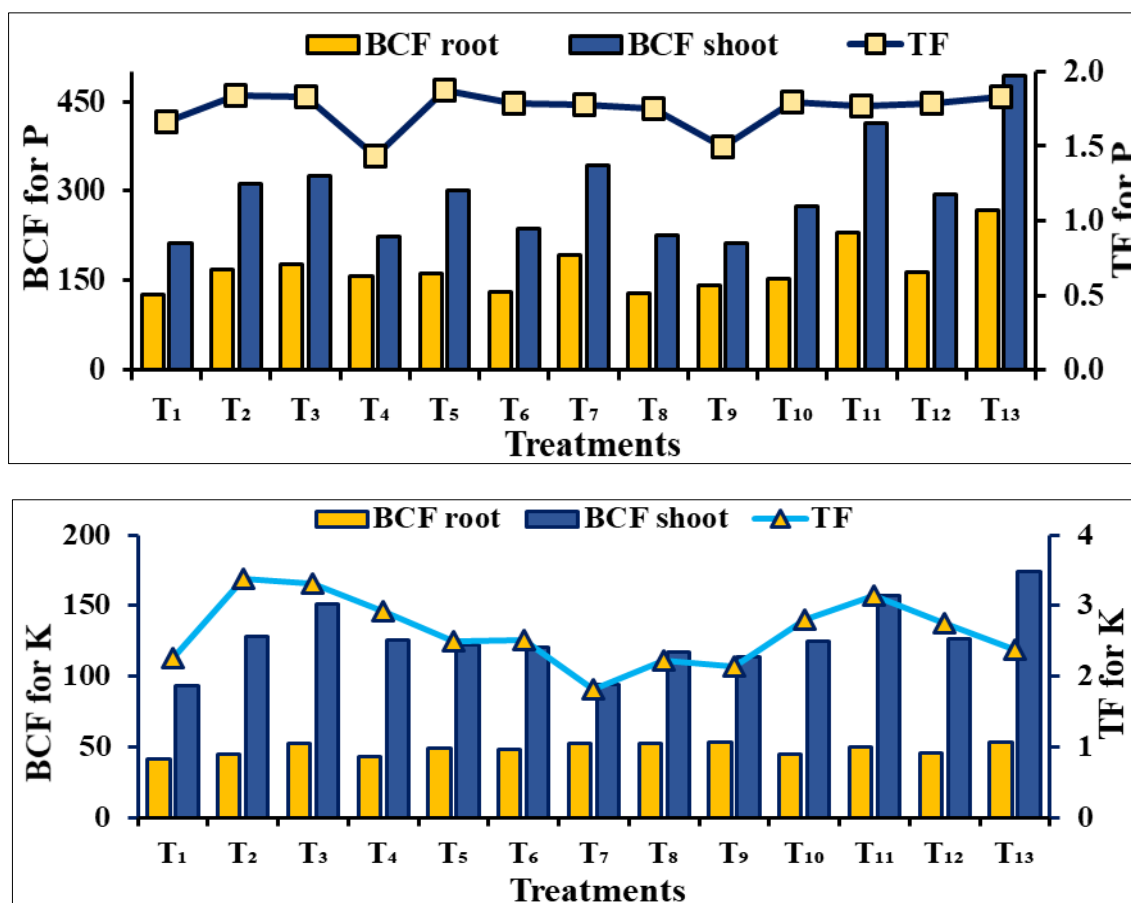 BCF root BCF shoot TF
BCF for P
450
300
150
0
2.0
1.5
1.0
0.5
0.0
TF for P
T₁ T₂ T₃ T₄ T₅ T₆ T₇ T₈ T₉ T₁₀ T₁₁ T₁₂ T₁₃
Treatments
BCF root BCF shoot TF
BCF for K
200
150
100
50
0
4
3
2
1
0
TF for K
T₁ T₂ T₃ T₄ T₅ T₆ T₇ T₈ T₉ T₁₀ T₁₁ T₁₂ T₁₃
Treatments